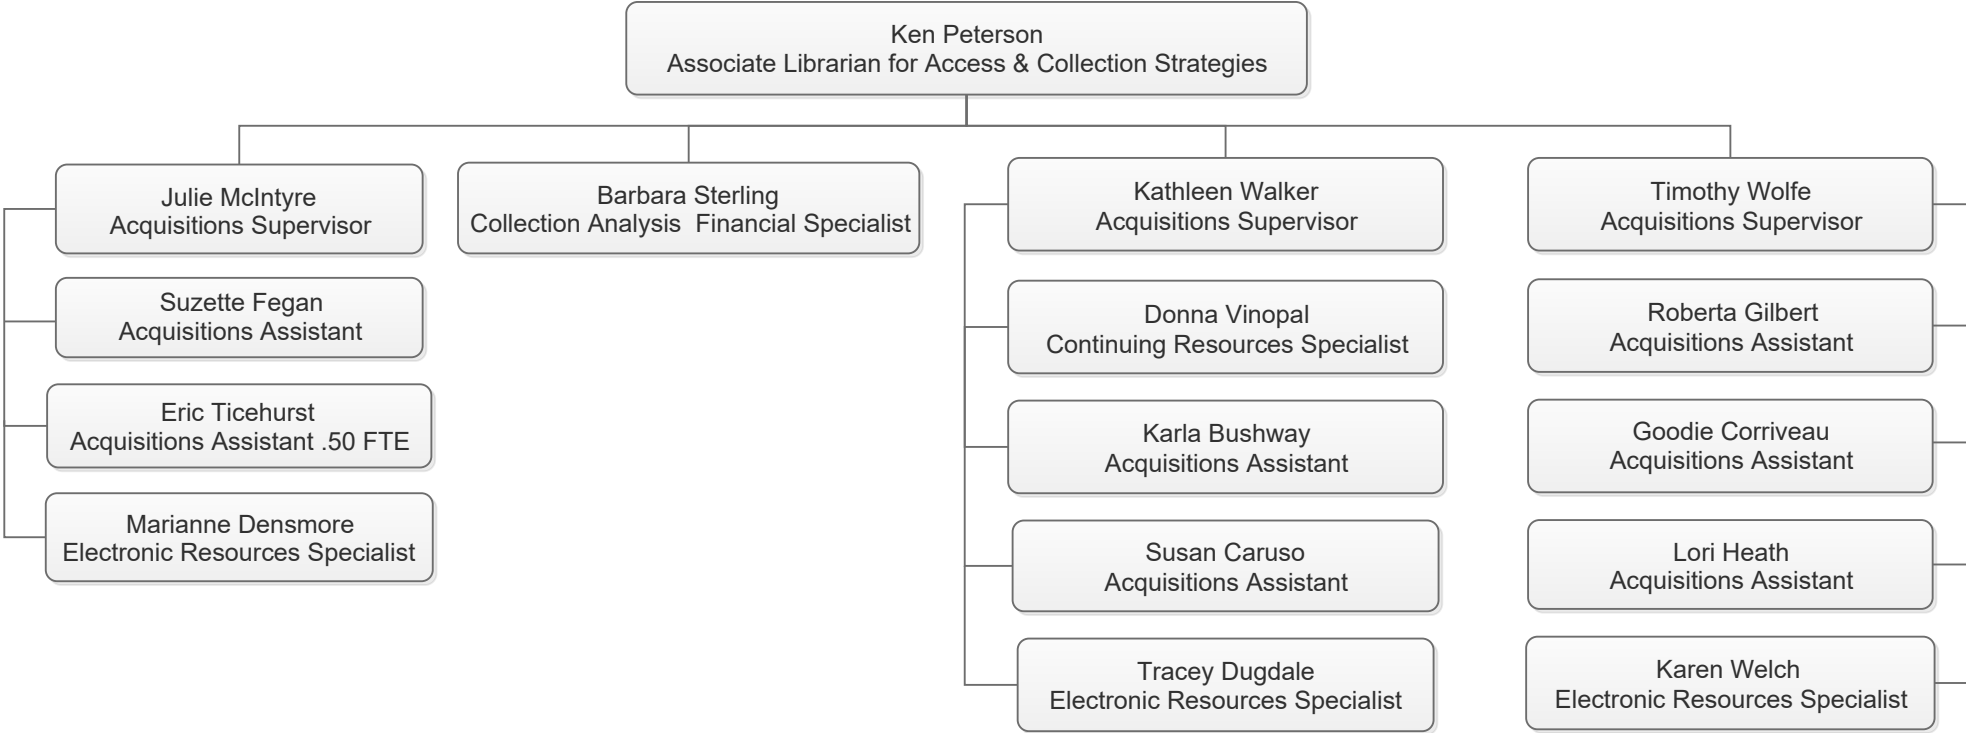 Ken Peterson
Associate Librarian for Access & Collection Strategies
Julie McIntyre
Acquisitions Supervisor
Suzette Fegan
Acquisitions Assistant
Eric Ticehurst
Acquisitions Assistant .50 FTE
Marianne Densmore
Electronic Resources Specialist
Barbara Sterling
Collection Analysis  Financial Specialist
Kathleen Walker
Acquisitions Supervisor
Donna Vinopal
Continuing Resources Specialist
Karla Bushway
Acquisitions Assistant
Susan Caruso
Acquisitions Assistant
Tracey Dugdale
Electronic Resources Specialist
Timothy Wolfe
Acquisitions Supervisor
Roberta Gilbert
Acquisitions Assistant
Goodie Corriveau
Acquisitions Assistant
Lori Heath
Acquisitions Assistant
Karen Welch
Electronic Resources Specialist